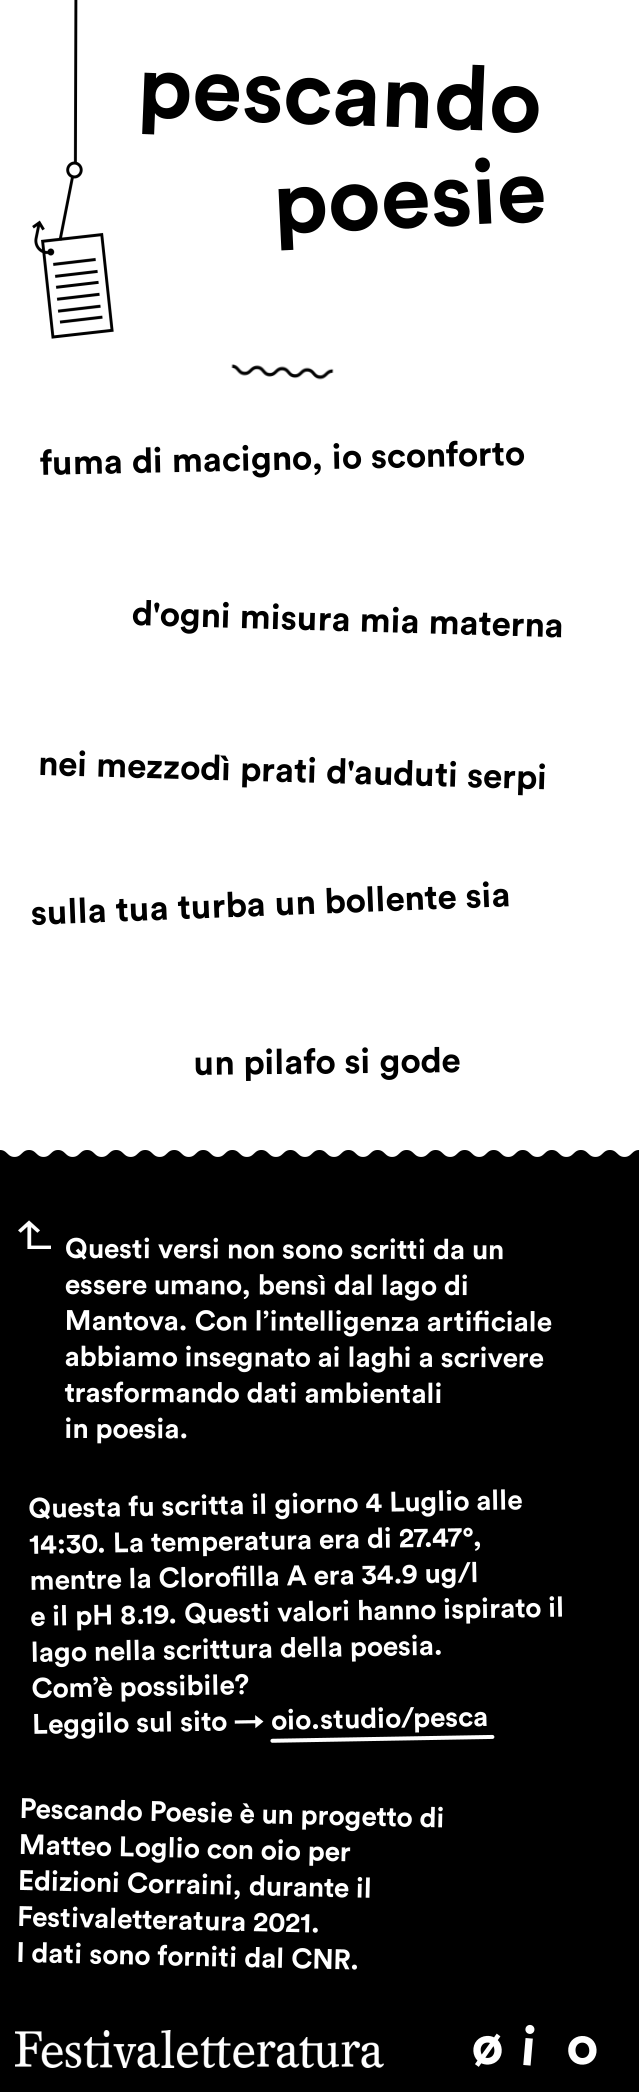 pescando
poesie
fuma di macigno, io sconforto
d'ogni misura mia materna
nei mezzodì prati d'auduti serpi
sulla tua turba un bollente sia
un pilafo si gode
Questi versi non sono scritti da un
essere umano, bensì dal lago di
Mantova. Con l’intelligenza artificiale
abbiamo insegnato ai laghi a scrivere
trasformando dati ambientali
in poesia.
Questa fu scritta il giorno 4 Luglio alle
14:30. La temperatura era di 27.47°,
mentre la Clorofilla A era 34.9 ug/l
e il pH 8.19. Questi valori hanno ispirato il
lago nella scrittura della poesia.
Com’è possibile?
Leggilo sul sito → oio.studio/pesca
Pescando Poesie è un progetto di
Matteo Loglio con oio per
Edizioni Corraini, durante il
Festivaletteratura 2021.
I dati sono forniti dal CNR.
Festivaletteratura øio